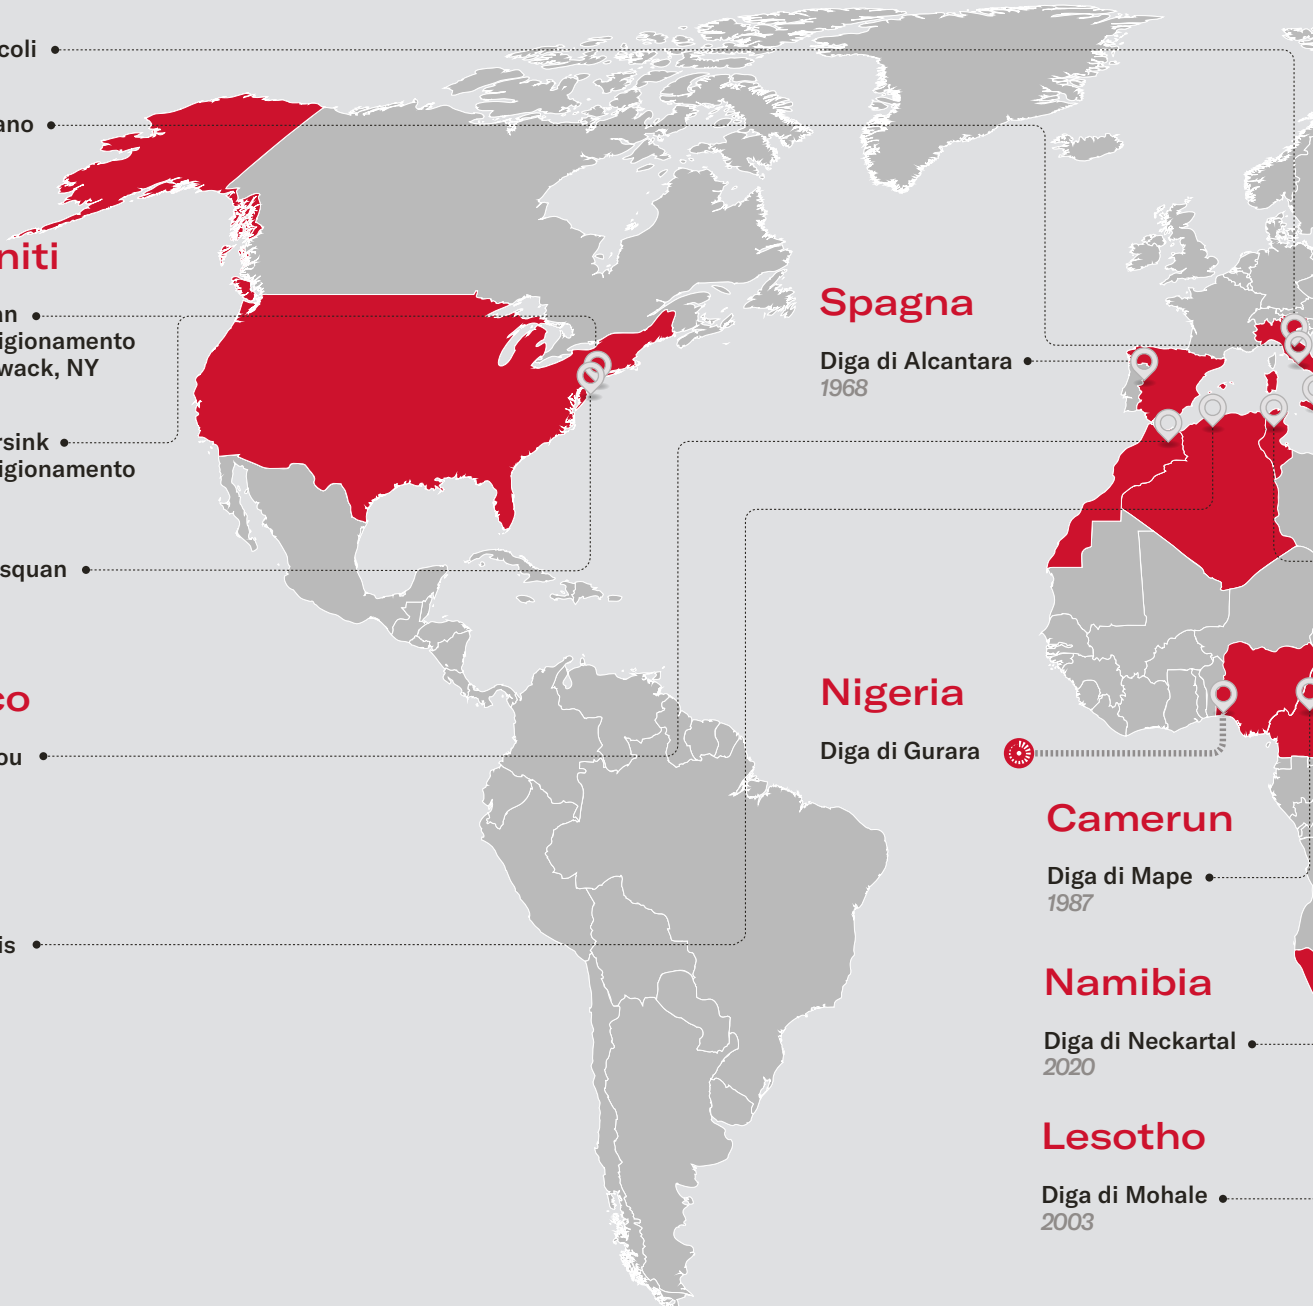 coli
ano
niti
an
igionamento
wack, NY
rsink
igionamento
squan
co
ou
is
Spagna
Diga di Alcantara
1968
Nigeria
Diga di Gurara
Camerun
Diga di Mape
1987
Namibia
Diga di Neckartal
2020
Lesotho
Diga di Mohale
2003